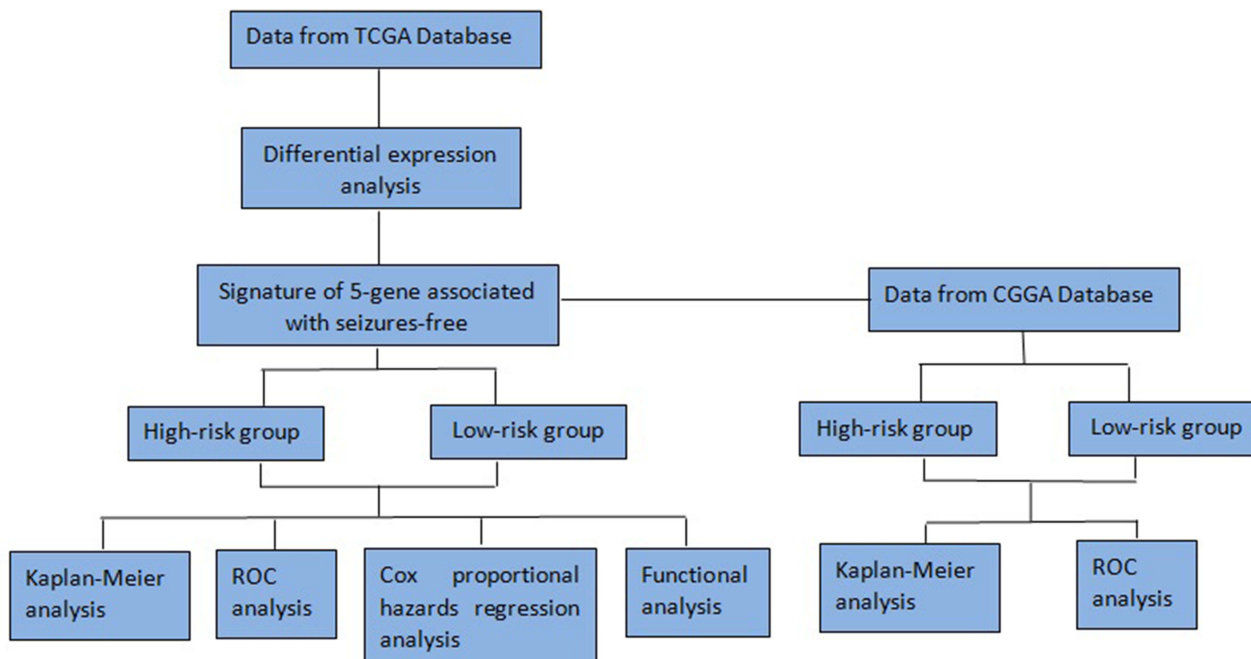 Data from TCGA Database
Differential expression
analysis
Signature of 5-gene associated
with seizures-free
Data from CGGA Database
High-risk group
Low-risk group
High-risk group
Low-risk group
Kaplan-Meier
analysis
ROC
analysis
Cox proportional
hazards regression
analysis
Functional
analysis
Kaplan-Meier
analysis
ROC
analysis